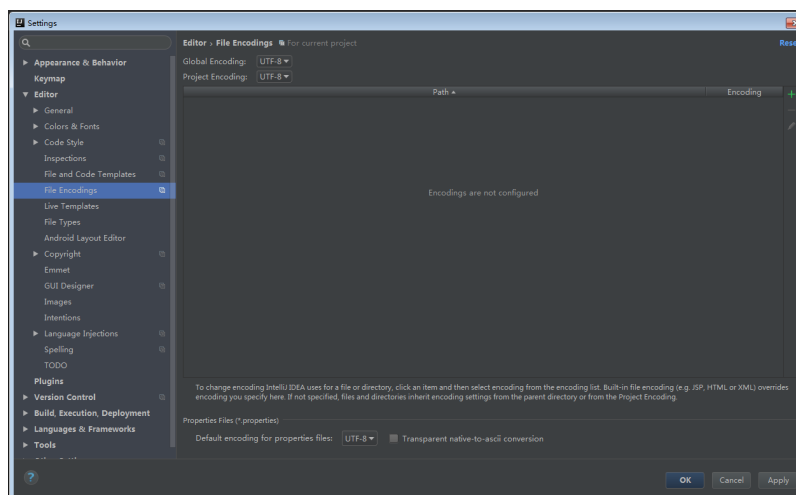 Settings
Editor › File Encodings For current project
Rese
Appearance & Behavior
Keymap
Editor
General
Colors & Fonts
Code Style
Inspections
File and Code Templates
File Encodings
Live Templates
File Types
Android Layout Editor
Copyright
Emmet
GUI Designer
Images
Intentions
Language Injections
Spelling
TODO
Plugins
Version Control
Build, Execution, Deployment
Languages & Frameworks
Tools
Global Encoding: UTF-8
Project Encoding: UTF-8
Path Encoding
Encodings are not configured
To change encoding IntelliJ IDEA uses for a file or directory, click an item and then select encoding from the encoding list. Built-in file encoding (e.g. JSP, HTML or XML) overrides
encoding you specify here. If not specified, files and directories inherit encoding settings from the parent directory or from the Project Encoding.
Properties Files (*.properties)
Default encoding for properties files: UTF-8 Transparent native-to-ascii conversion
?
OK Cancel Apply